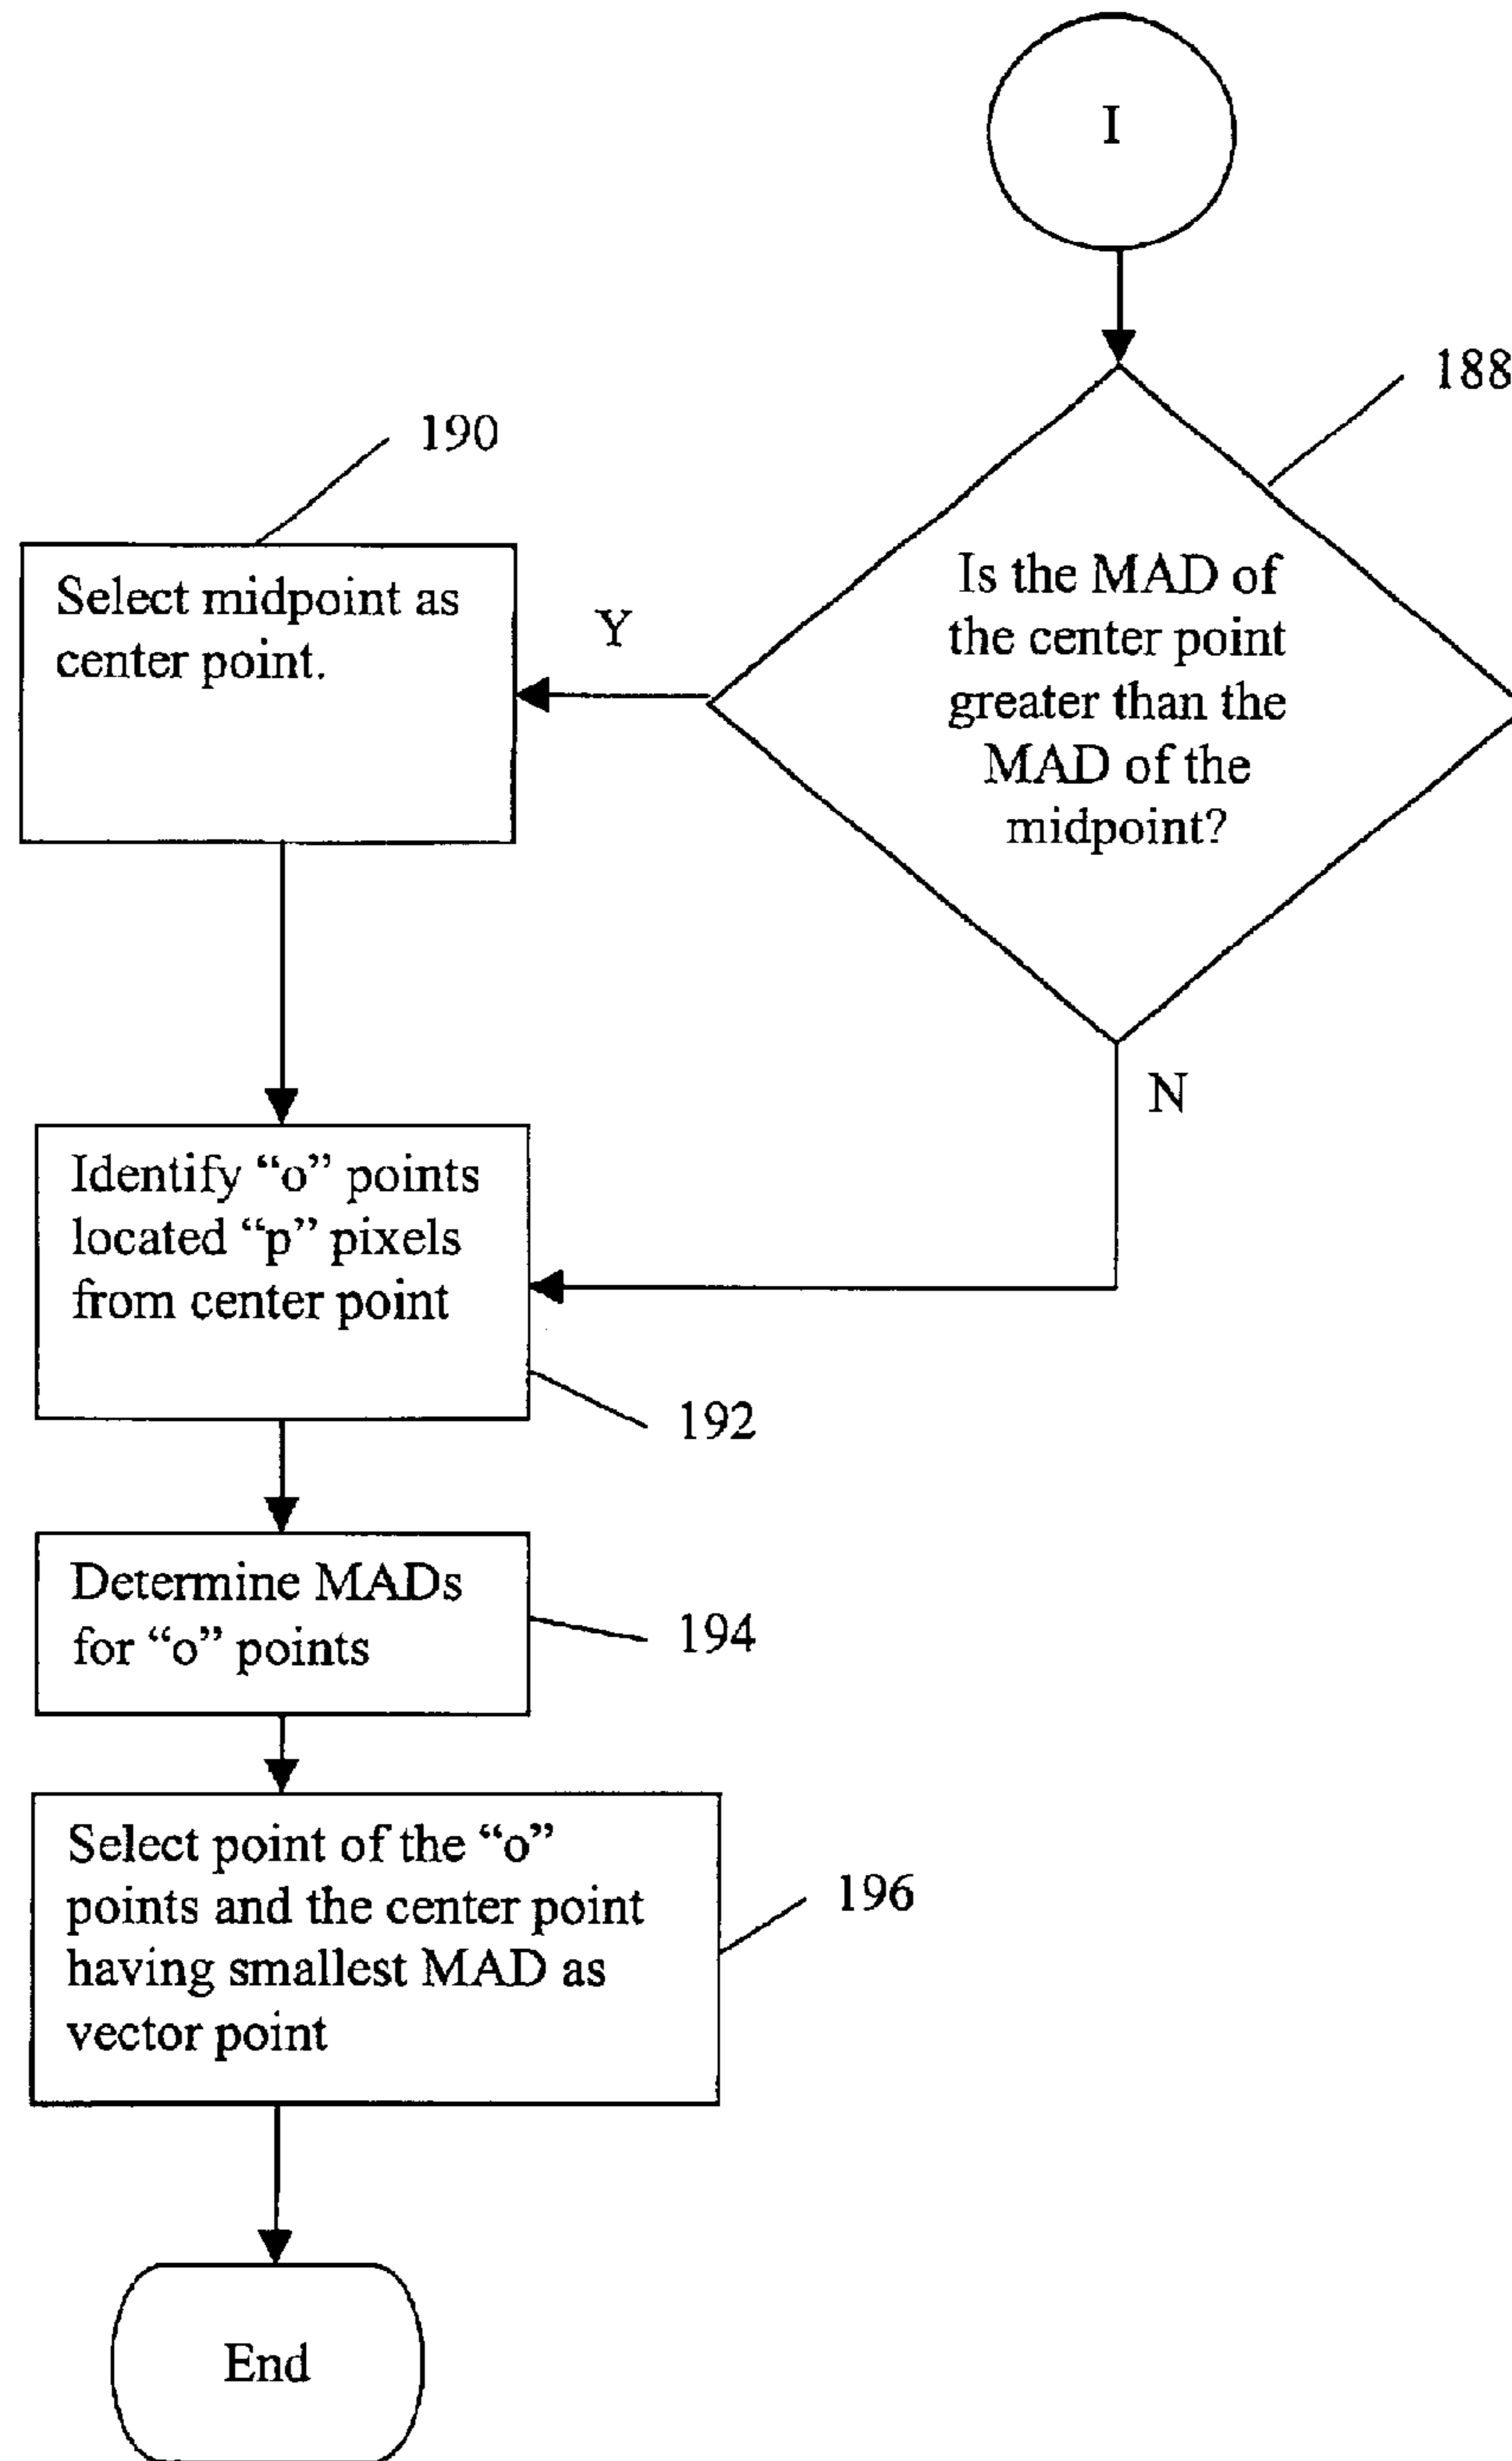 I
188
190
Is the MAD of
the center point
greater than the
MAD of the
midpoint?
Select midpoint as
center point.
Y
N
Identify “o” points
located “p” pixels
from center point
192
Determine MADs
for “o” points
194
Select point of the “o”
points and the center point
having smallest MAD as
vector point
196
End